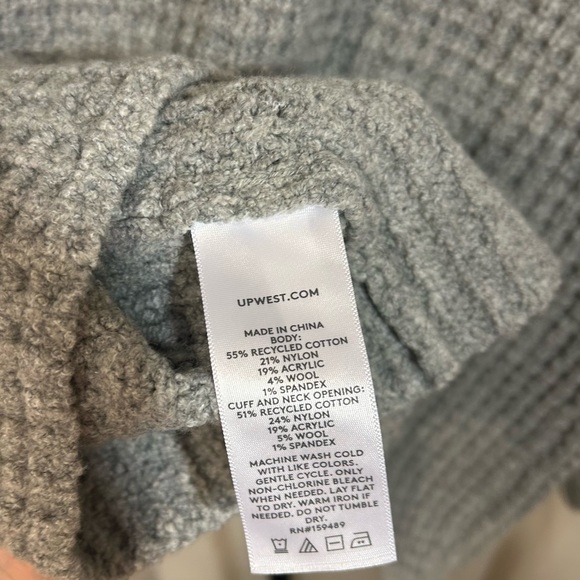 UPWEST.COM
MADE IN CHINA
BODY:
55% RECYCLED COTTON
21% NYLON
19% ACRYLIC
4% WOOL
1% SPANDEX
CUFF AND NECK OPENING:
51% RECYCLED COTTON
24% NYLON
19% ACRYLIC
5% WOOL
1% SPANDEX
MACHINE WASH COLD
WITH LIKE COLORS.
GENTLE CYCLE. ONLY
NON-CHLORINE BLEACH
WHEN NEEDED. LAY FLAT
TO DRY. WARM IRON IF
NEEDED. DO NOT TUMBLE
DRY.
RN#159489